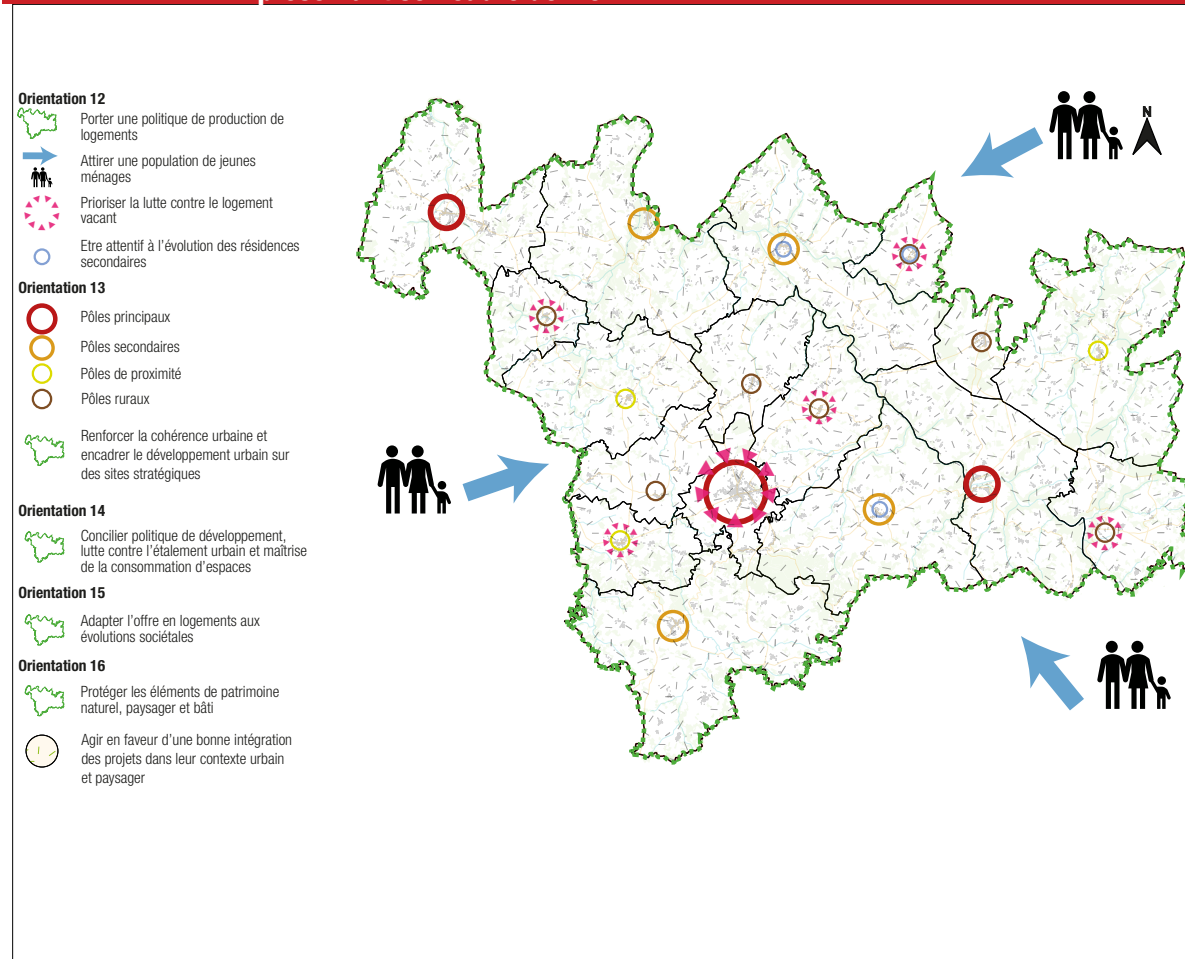 Orientation 12
Porter une politique de production de
logements
Attirer une population de jeunes
ménages
Prioriser la lutte contre le logement
vacant
Etre attentif à l'évolution des résidences
secondaires
Orientation 13
Pôles principaux
Pôles secondaires
Pôles de proximité
Pôles ruraux
Renforcer la cohérence urbaine et
encadrer le développement urbain sur
des sites stratégiques
Orientation 14
Concilier politique de développement,
lutte contre l'étalement urbain et maîtrise
de la consommation d'espaces
Orientation 15
Adapter l'offre en logements aux
évolutions sociétales
Orientation 16
Protéger les éléments de patrimoine
naturel, paysager et bâti
Agir en faveur d'une bonne intégration
des projets dans leur contexte urbain
et paysager
N